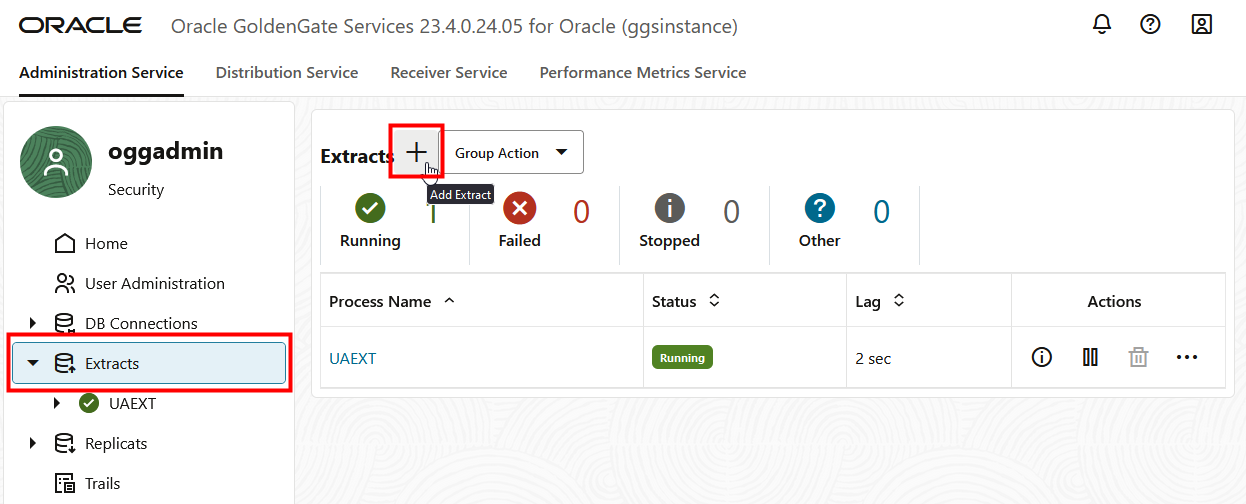 ORACLE Oracle GoldenGate Services 23.4.0.24.05 for Oracle (ggsinstance)
Administration Service Distribution Service Receiver Service Performance Metrics Service
oggadmin
Security
Home
User Administration
DB Connections
Extracts
UAEXT
Replicats
Trails
Extracts Group Action
Add Extract
1 0 0 0
Running Failed Stopped Other
Process Name Status Lag Actions
UAEXT Running 2 sec